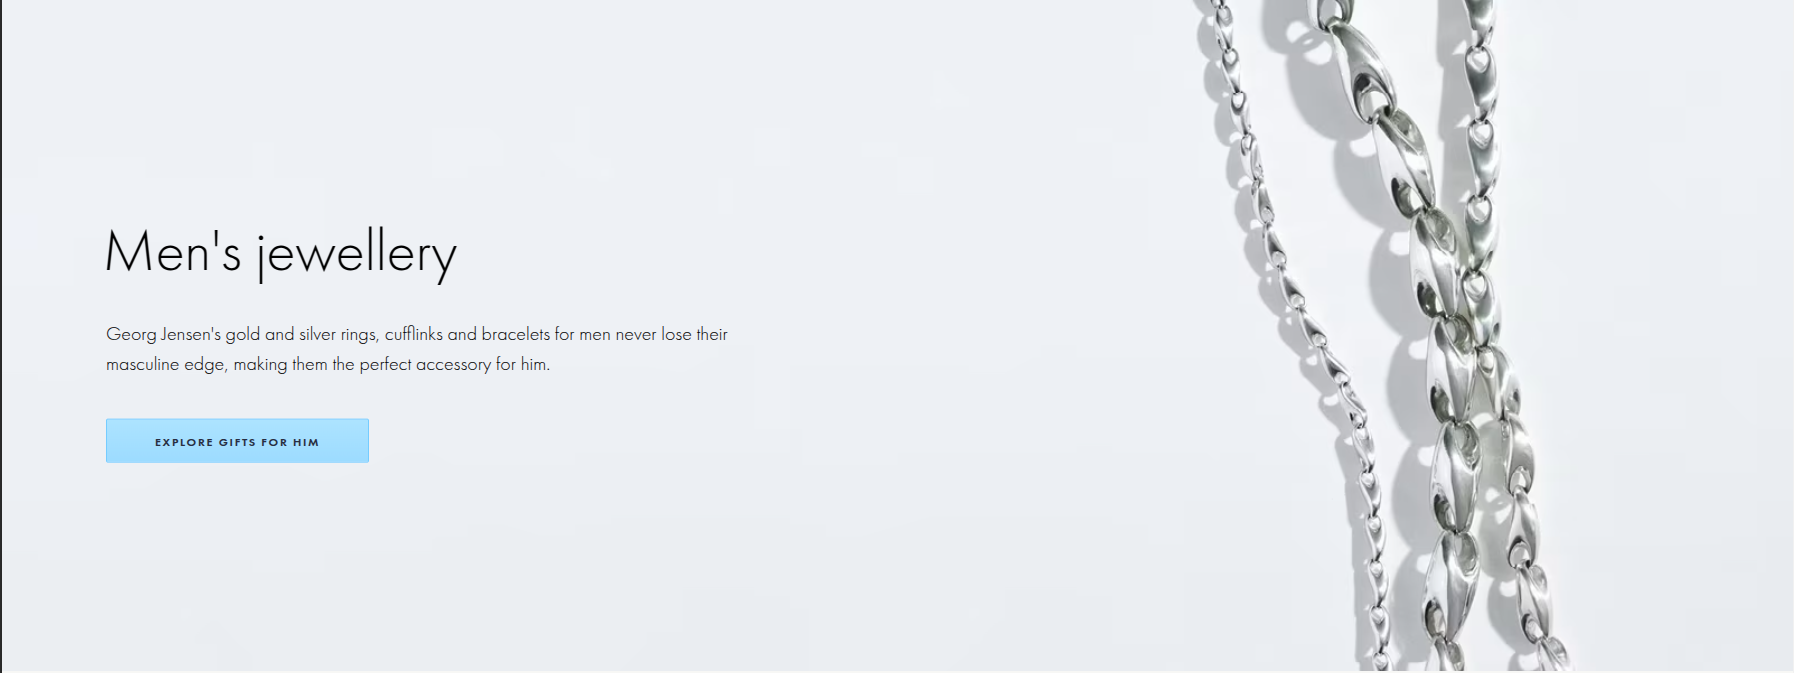 Men's jewellery
Georg Jensen's gold and silver rings, cufflinks and bracelets for men never lose their
masculine edge, making them the perfect accessory for him.
EXPLORE GIFTS FOR HIM